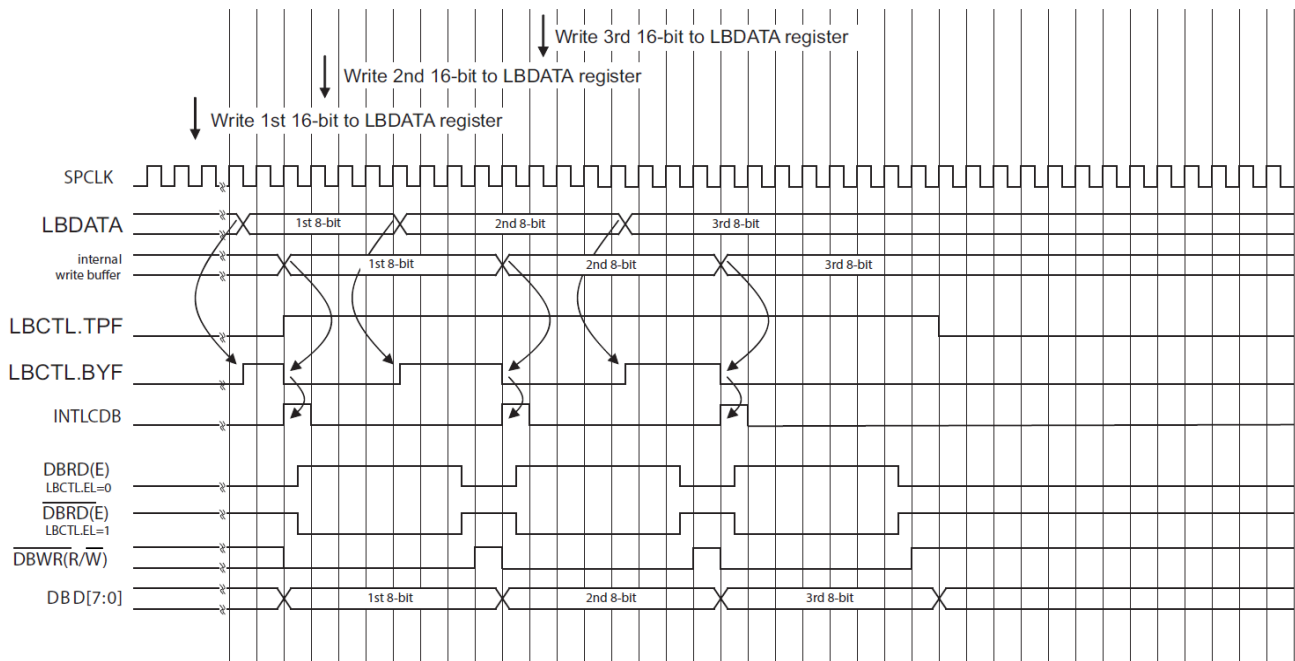 Write 3rd 16-bit to LBDATA register
Write 2nd 16-bit to LBDATA register
Write 1st 16-bit to LBDATA register
SPCLK
LBDATA
1st 8-bit
2nd 8-bit
3rd 8-bit
internal
write buffer
1st 8-bit
2nd 8-bit
3rd 8-bit
LBCTL.TPF
LBCTL.BYF
INTLCDB
DBRD(E)
LBCTL.EL=0
DBRD(E)
LBCTL.EL=1
DBWR(R/W)
DBD[7:0]
1st 8-bit
2nd 8-bit
3rd 8-bit